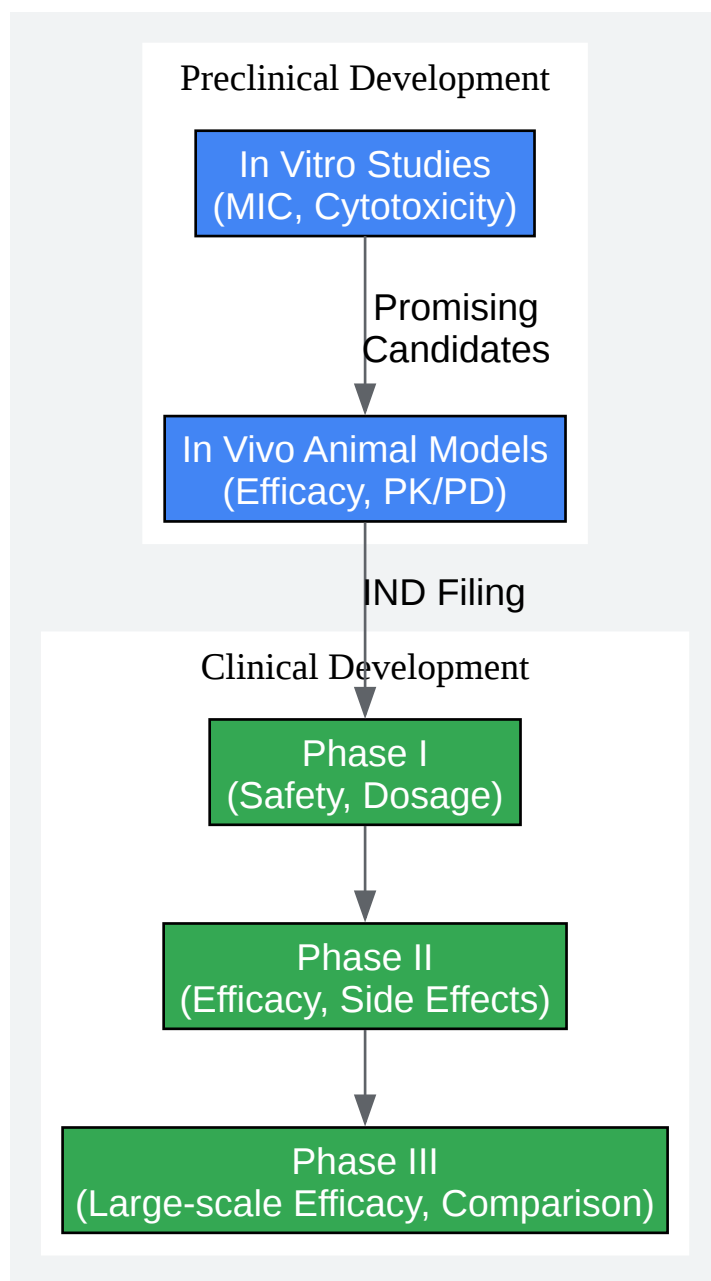 Preclinical Development
In Vitro Studies
(MIC, Cytotoxicity)
Promising
Candidates
In Vivo Animal Models
(Efficacy, PK/PD)
IND Filing
Clinical Development
Phase I
(Safety, Dosage)
Phase II
(Efficacy, Side Effects)
Phase III
(Large-scale Efficacy, Comparison)